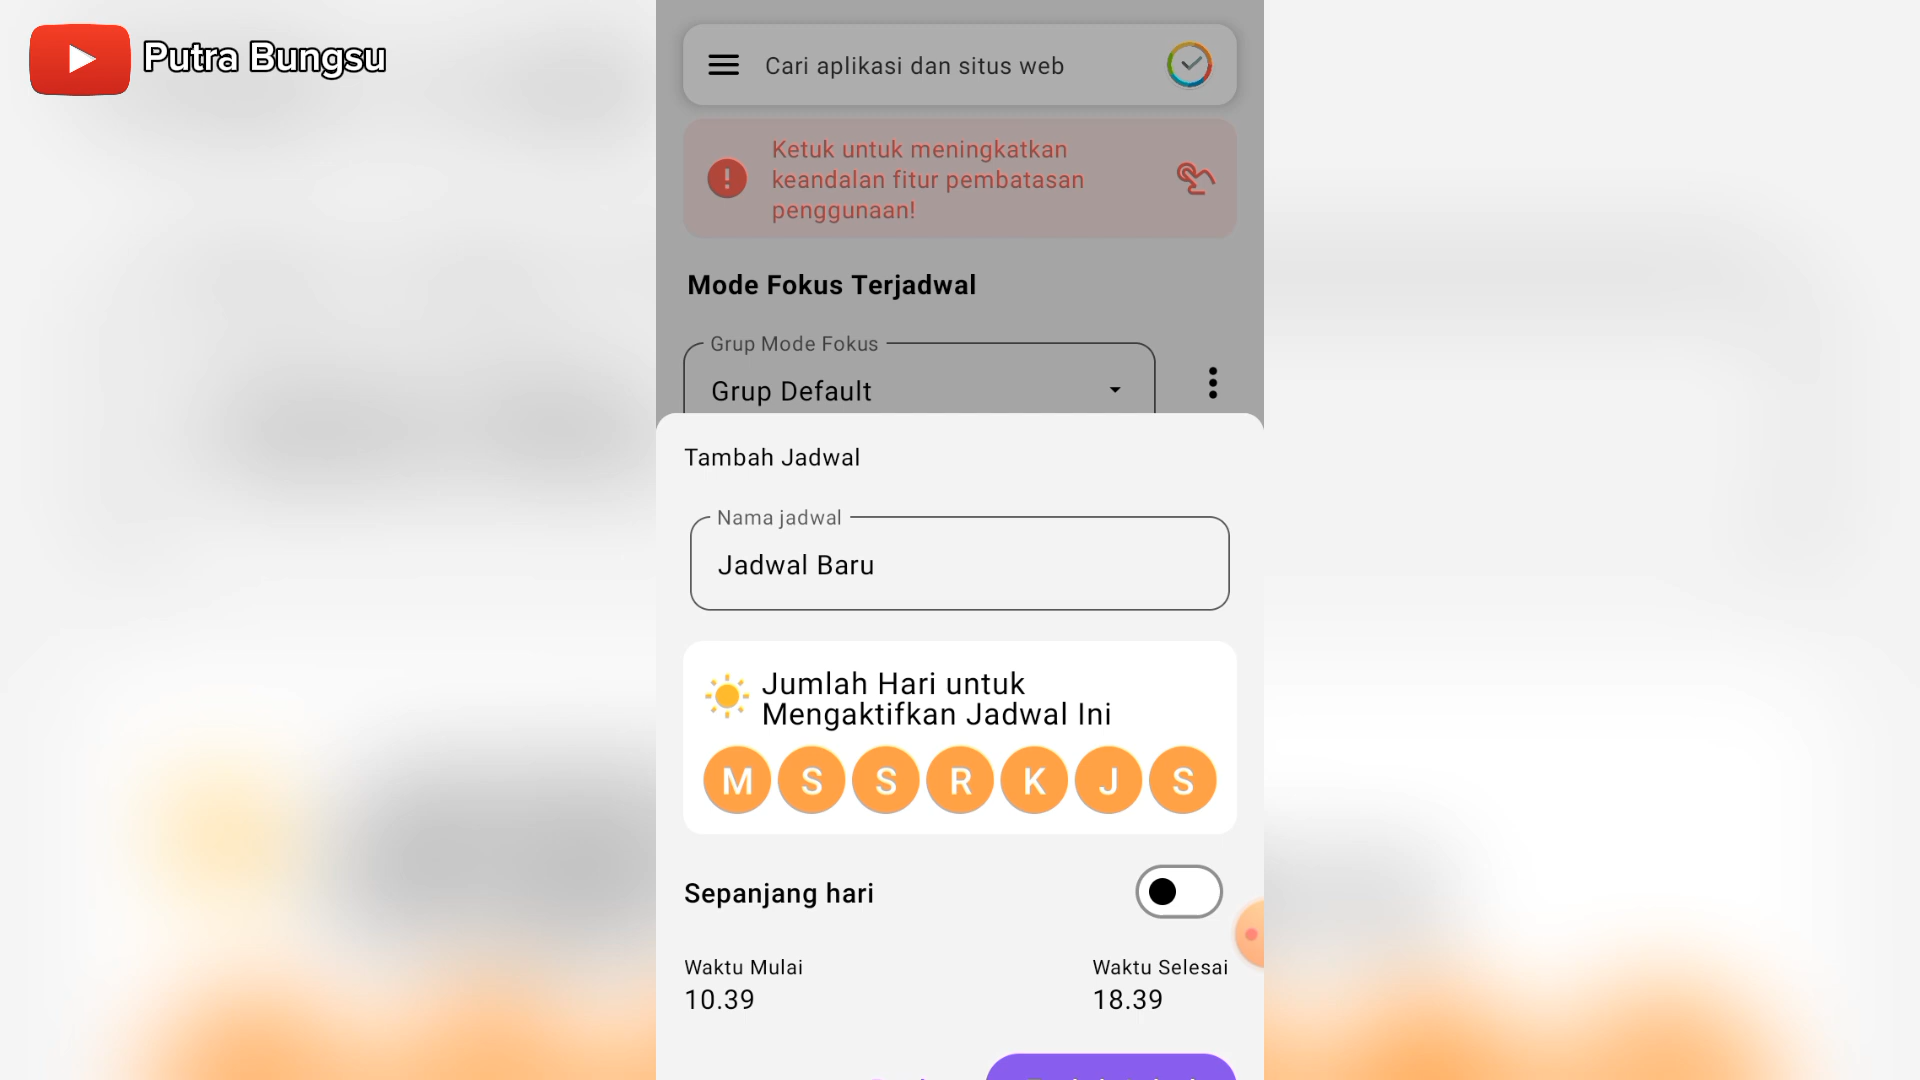 Putra Bungsu
Cari aplikasi dan situs web
Ketuk untuk meningkatkan
keandalan fitur pembatasan
penggunaan!
Mode Fokus Terjadwal
Grup Mode Fokus
Grup Default
Tambah Jadwal
Nama jadwal
Jadwal Baru
Jumlah Hari untuk
Mengaktifkan Jadwal Ini
M S S R K J S
Sepanjang hari
Waktu Mulai
10.39
Waktu Selesai
18.39